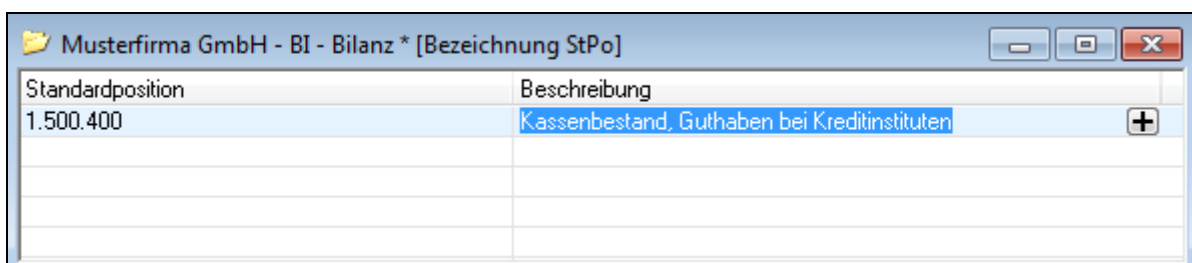 Musterfirma GmbH - BI - Bilanz * [Bezeichnung StPo]
Standardposition Beschreibung
1.500.400 Kassenbestand, Guthaben bei Kreditinstituten